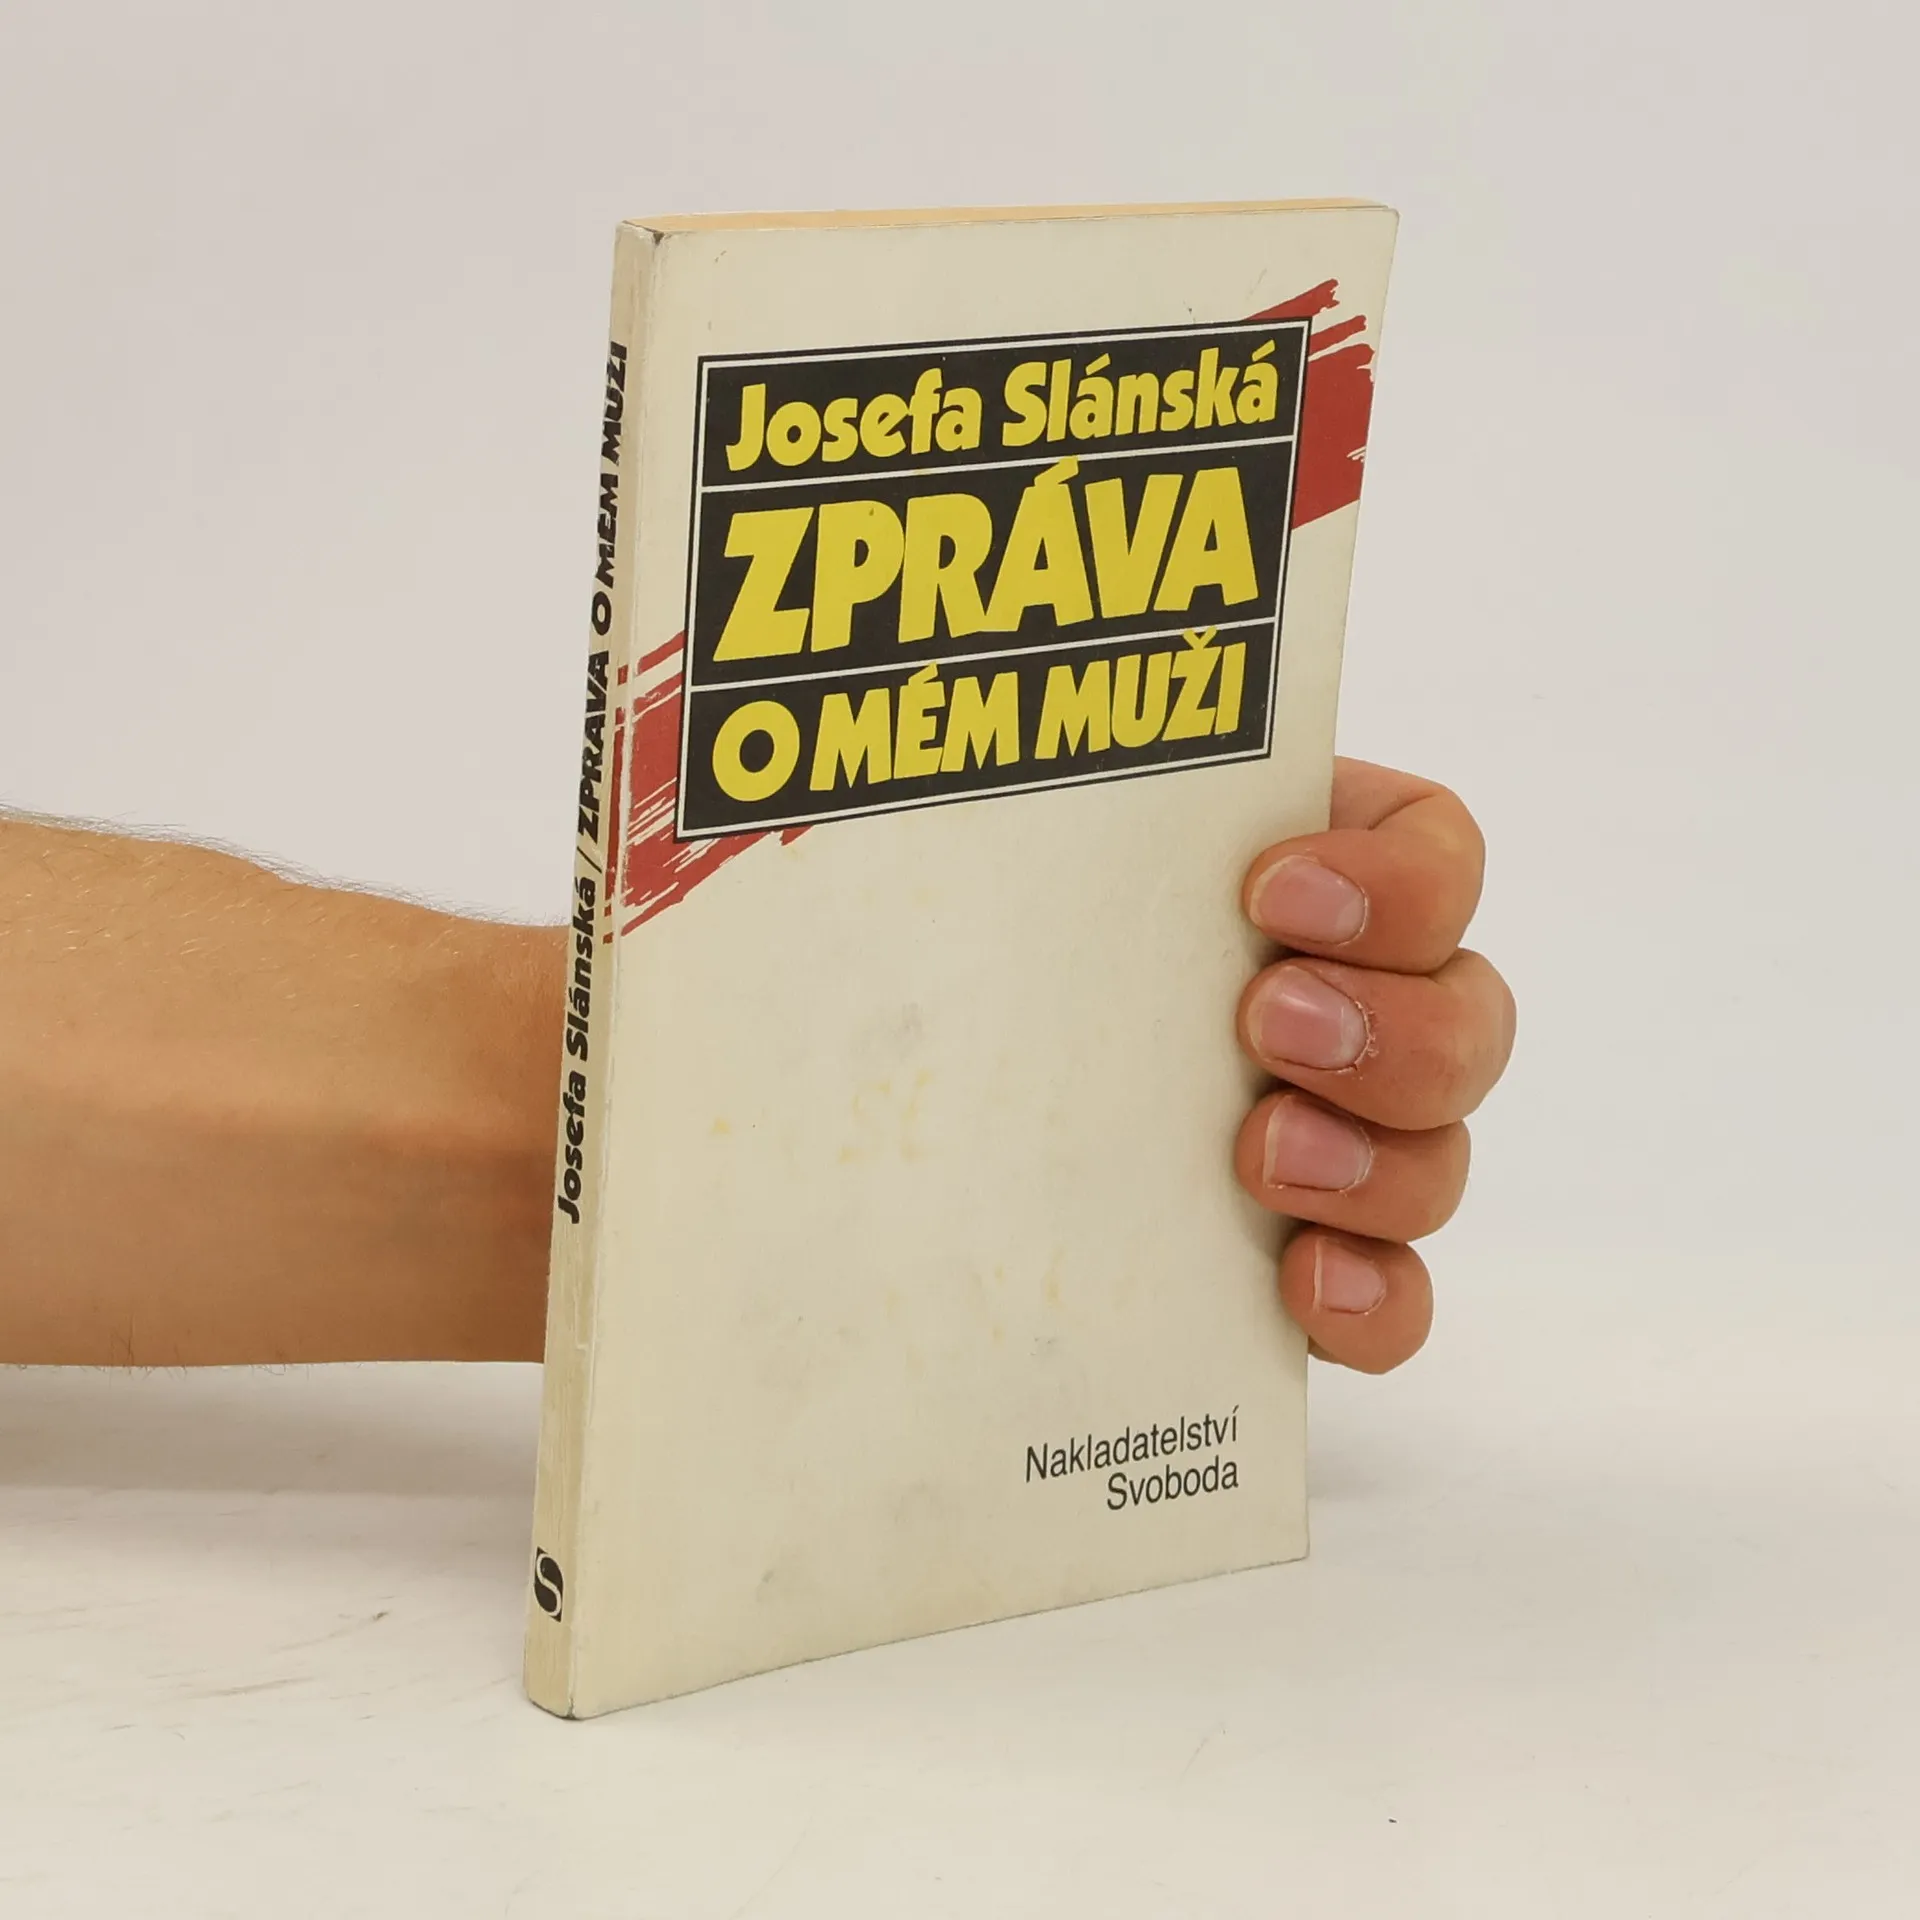 Josefa Slánská
ZPRÁVA
O MÉM MUŽI
Nakladatelství
Svoboda
Josefa Slánská / ZPRÁVA O MÉM MUŽI
S